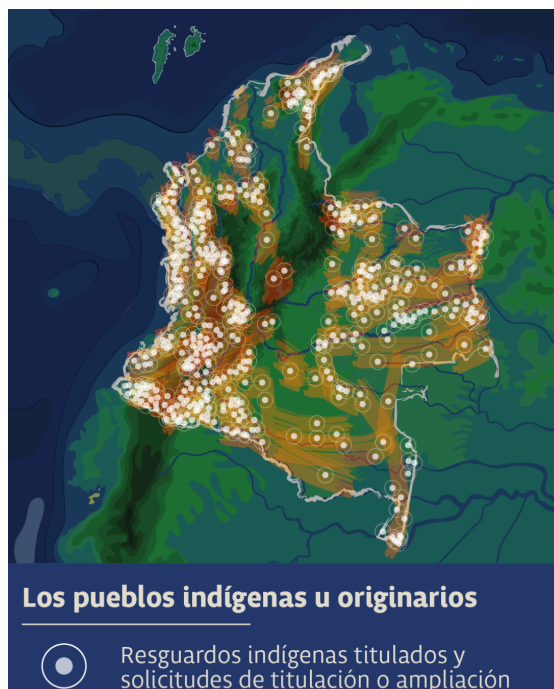 Los pueblos indígenas u originarios
Resguardos indígenas titulados y
solicitudes de titulación o ampliación